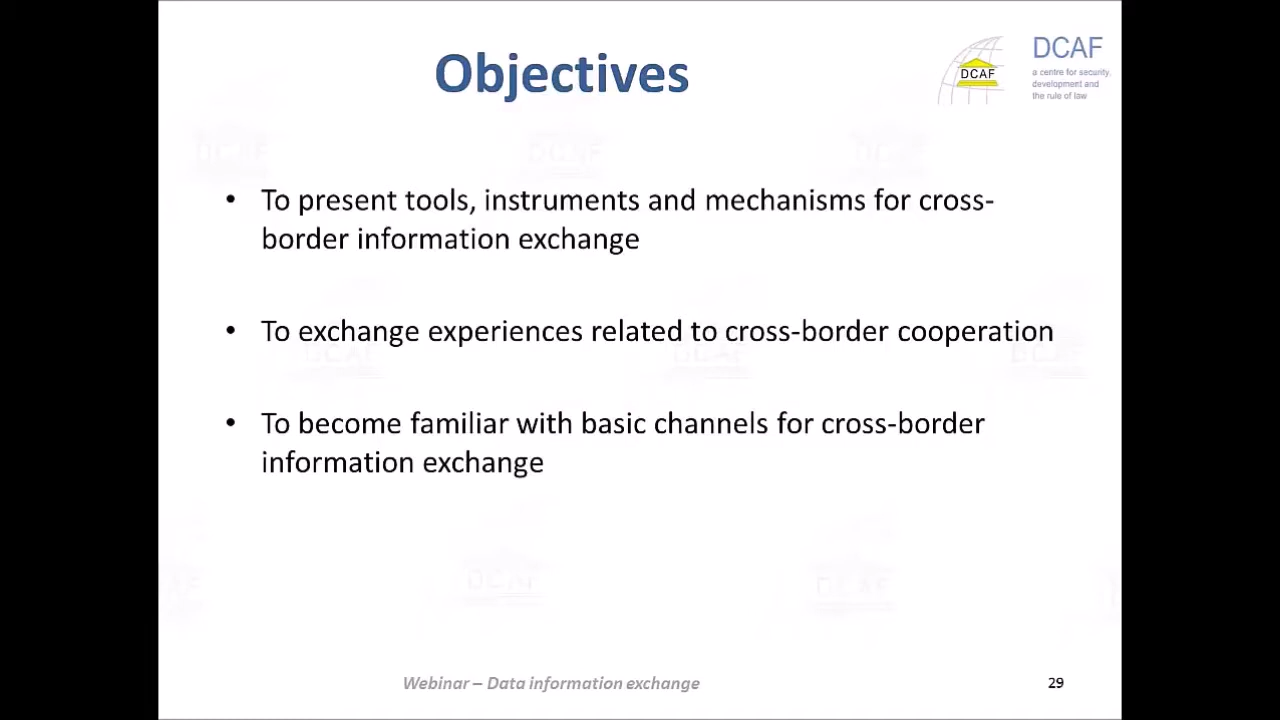 Objectives
DCAF
DCAF
a centre for security,
development and
the rule of law
• To present tools, instruments and mechanisms for cross-
border information exchange
• To exchange experiences related to cross-border cooperation
• To become familiar with basic channels for cross-border
information exchange
Webinar – Data information exchange
29